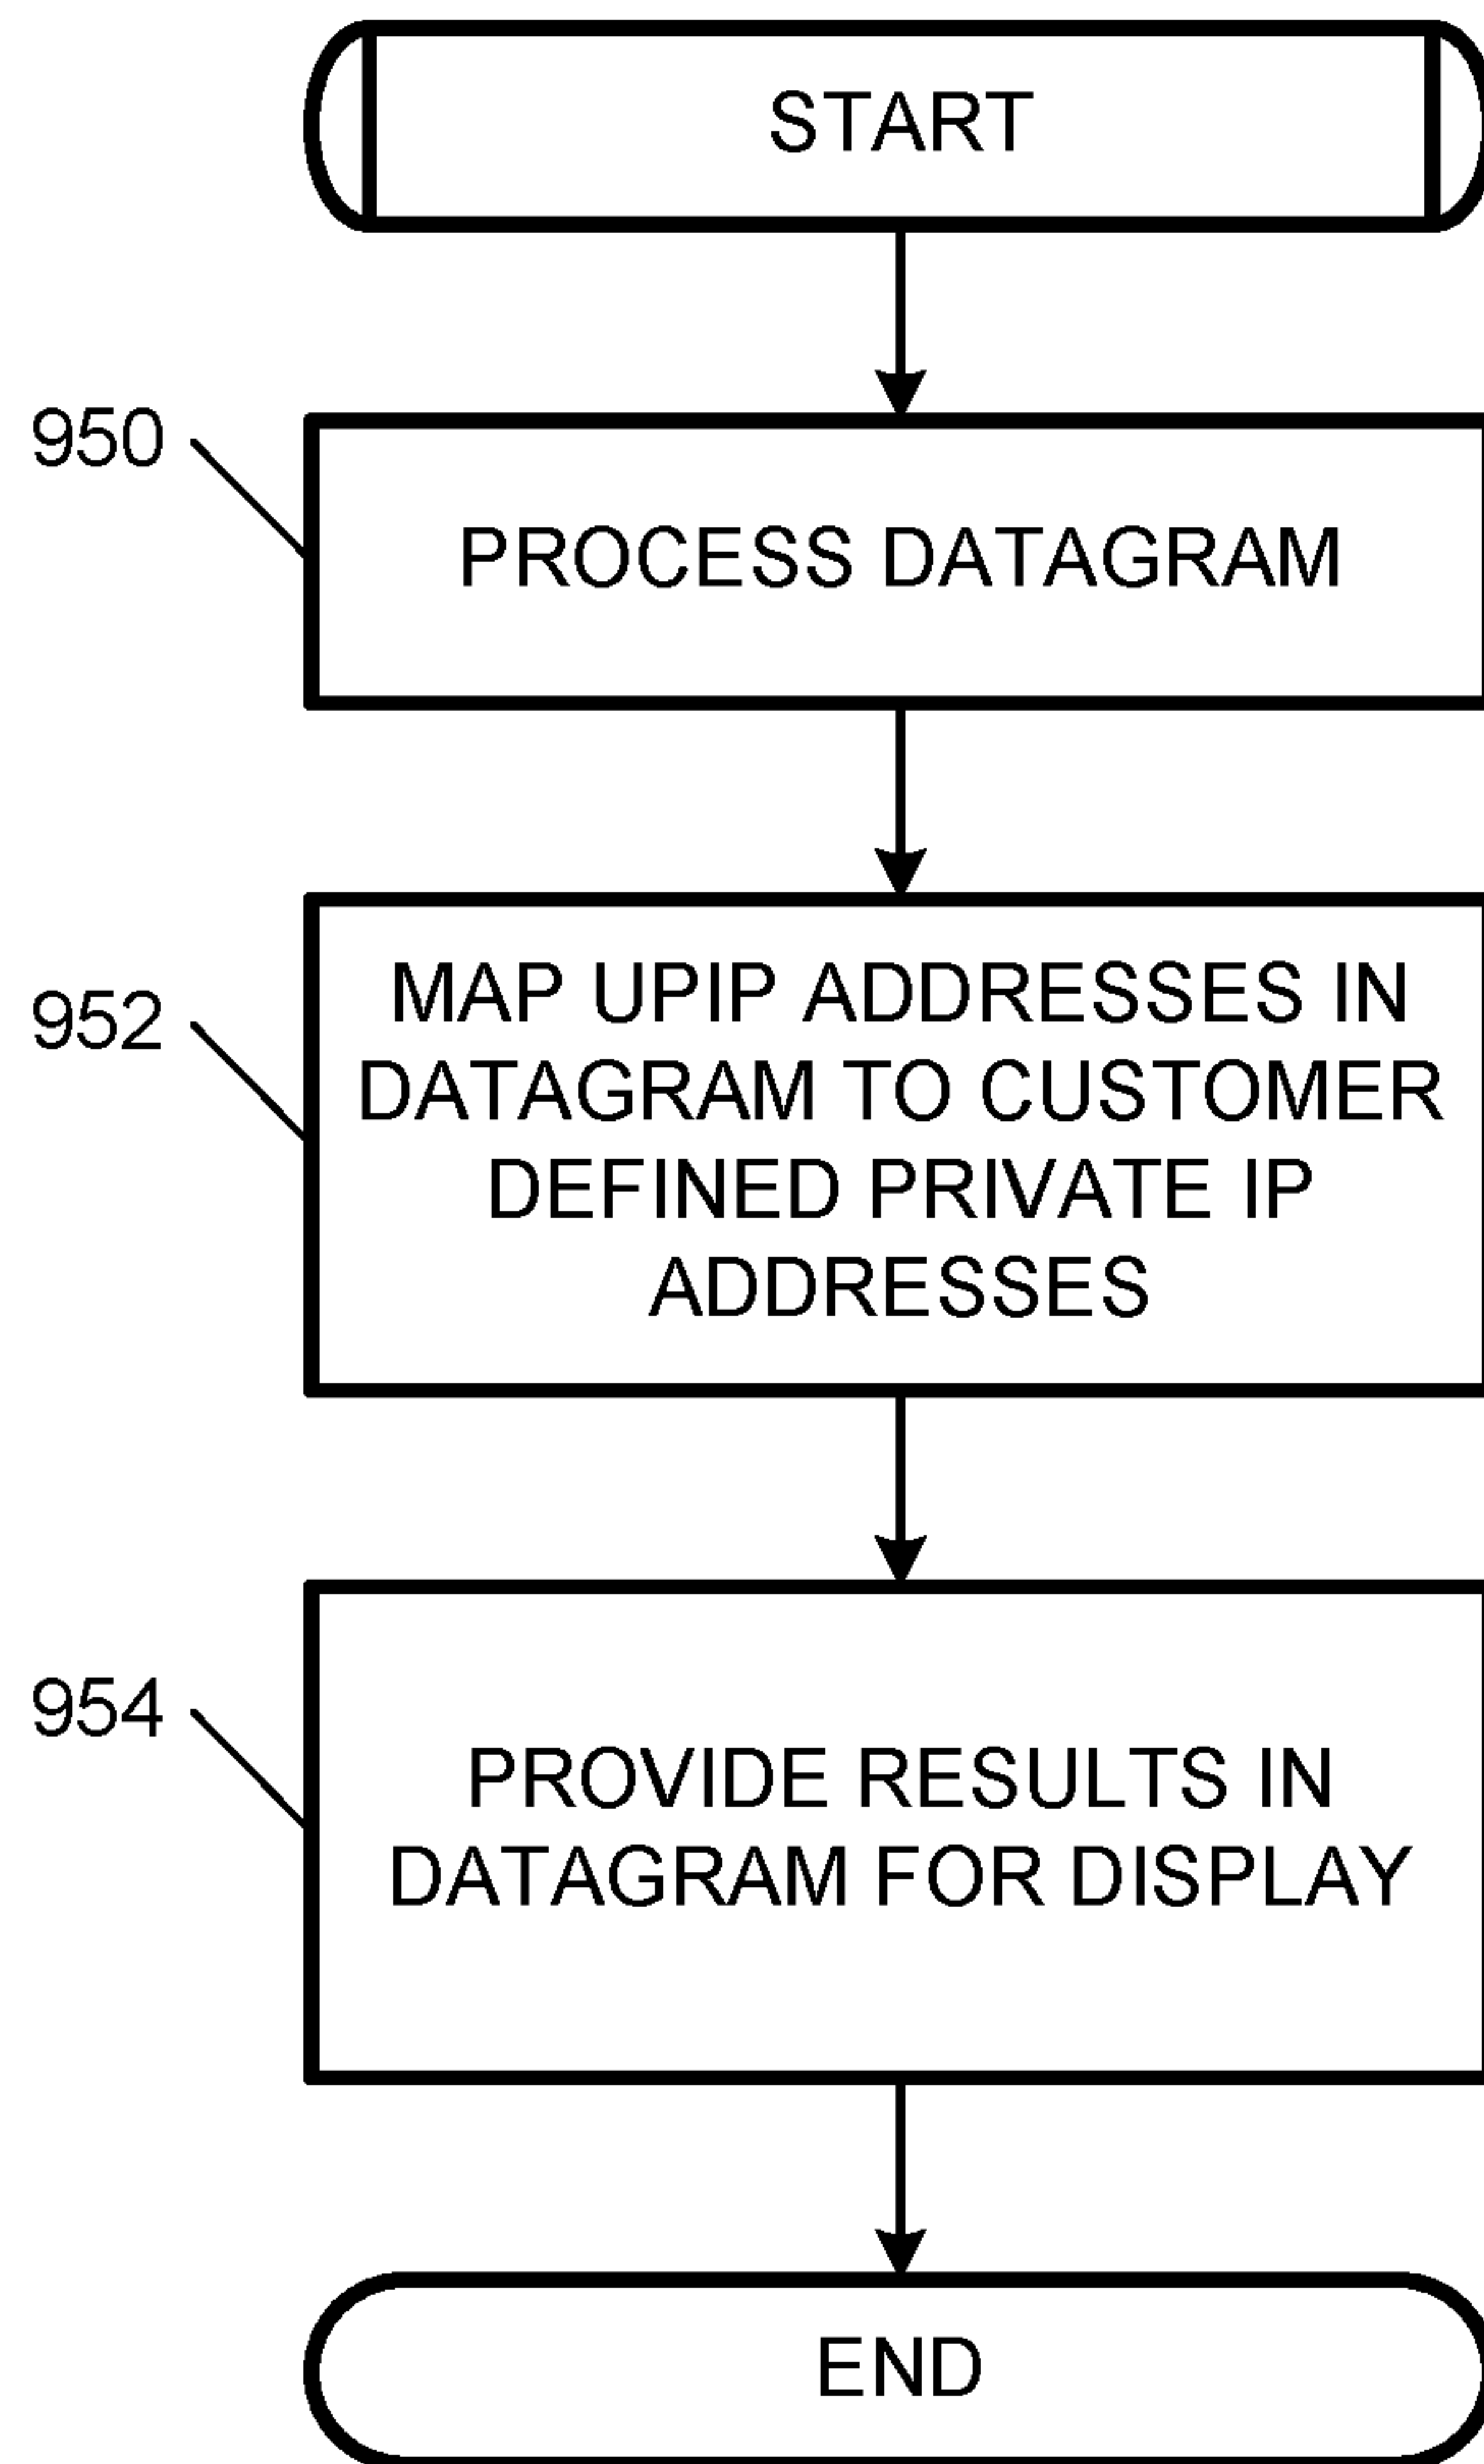 START
950
PROCESS DATAGRAM
952
MAP UPIP ADDRESSES IN
DATAGRAM TO CUSTOMER
DEFINED PRIVATE IP
ADDRESSES
954
PROVIDE RESULTS IN
DATAGRAM FOR DISPLAY
END